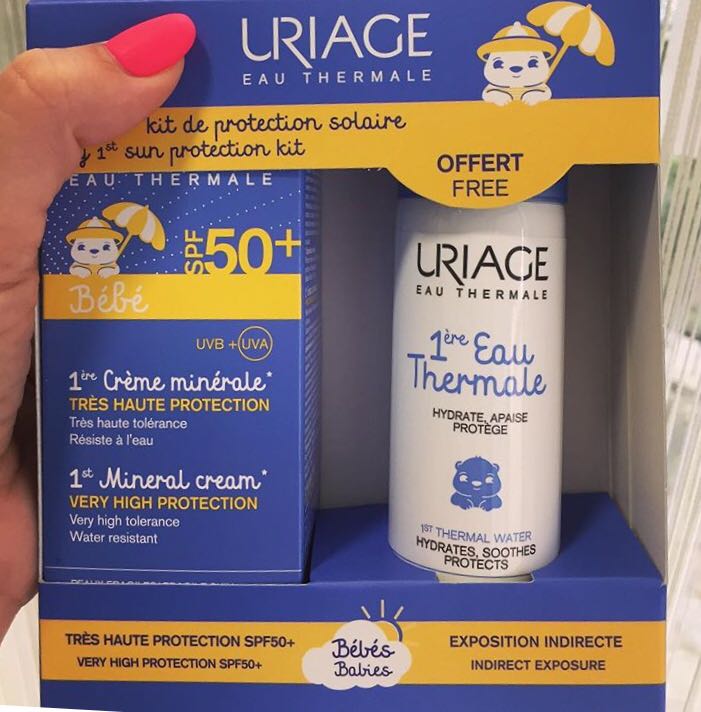 URIAGE
EAU THERMALE
kit de protection solaire
1st sun protection kit
OFFERT
FREE
EAU THERMALE
SPF 50+
Bébé
UVB + UVA
1ère Crème minérale*
TRÈS HAUTE PROTECTION
Très haute tolérance
Résiste à l'eau
1st Mineral cream*
VERY HIGH PROTECTION
Very high tolerance
Water resistant
URIAGE
EAU THERMALE
1ère Eau
Thermale
HYDRATE, APAISE
PROTÈGE
1ST THERMAL WATER
HYDRATES, SOOTHES
PROTECTS
TRÈS HAUTE PROTECTION SPF50+
VERY HIGH PROTECTION SPF50+
Bébés
Babies
EXPOSITION INDIRECTE
INDIRECT EXPOSURE